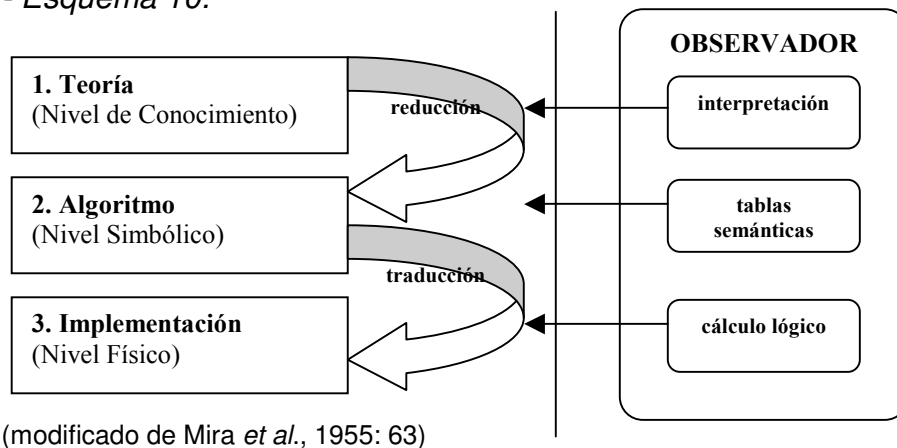 - Esquema 10:
OBSERVADOR
1. Teoría
(Nivel de Conocimiento)
reducción
interpretación
2. Algoritmo
(Nivel Simbólico)
tablas
semánticas
traducción
3. Implementación
(Nivel Físico)
cálculo lógico
(modificado de Mira et al., 1955: 63)